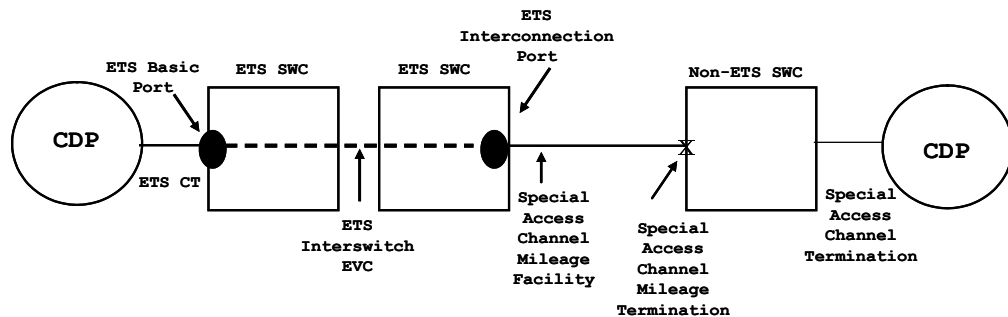 ETS
Interconnection
Port
ETS Basic
Port
ETS SWC
ETS SWC
Non-ETS SWC
CDP
CDP
X
ETS CT
ETS
Interswitch
EVC
Special
Access
Channel
Mileage
Facility
Special
Access
Channel
Mileage
Termination
Special
Access
Channel
Termination